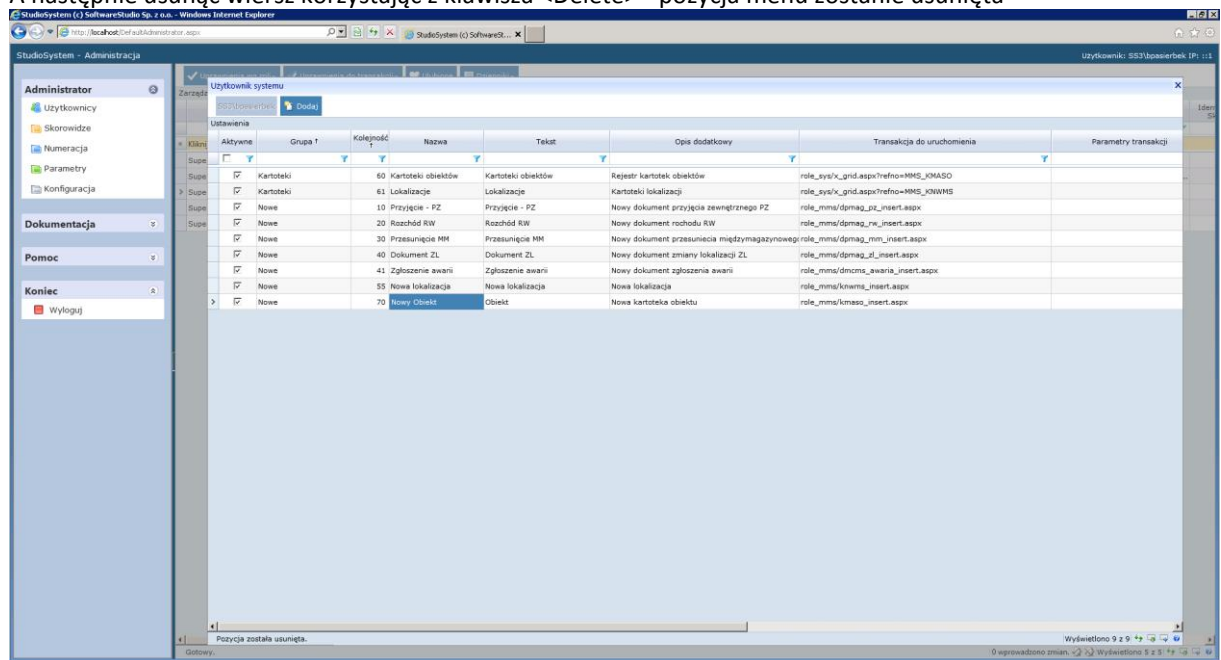 A następnie usunąć wiersz korzystając z klawisza <Delete> – pozycja menu zostanie usunięta
StudioSystem (c) SoftwareStudio Sp. z o.o. - Windows Internet Explorer
http://localhost/DefaultAdministrator.aspx
StudioSystem (c) SoftwareSt...
StudioSystem - Administracja
Użytkownik: SS3\bpasierbek IP: ::1
Administrator
Użytkownicy
Skorowidze
Numeracja
Parametry
Konfiguracja
Dokumentacja
Pomoc
Koniec
Wyloguj
Użytkownik systemu
SS3\bpasierbek Dodaj
Ustawienia
Aktywne Grupa ↑ Kolejność ↑ Nazwa Tekst Opis dodatkowy Transakcja do uruchomienia Parametry transakcji
Kartoteki 60 Kartoteki obiektów Kartoteki obiektów Rejestr kartotek obiektów role_sys/x_grid.aspx?refno=MMS_KMASO
Kartoteki 61 Lokalizacje Lokalizacje Kartoteki lokalizacji role_sys/x_grid.aspx?refno=MMS_KNWMS
Nowe 10 Przyjęcie - PZ Przyjęcie - PZ Nowy dokument przyjęcia zewnętrznego PZ role_mms/dpmag_pz_insert.aspx
Nowe 20 Rozchód RW Rozchód RW Nowy dokument rochodu RW role_mms/dpmag_rw_insert.aspx
Nowe 30 Przesunięcie MM Przesunięcie MM Nowy dokument przesuniecia międzymagazynoweg role_mms/dpmag_mm_insert.aspx
Nowe 40 Dokument ZL Dokument ZL Nowy dokument zmiany lokalizacji ZL role_mms/dpmag_zl_insert.aspx
Nowe 41 Zgłoszenie awarii Zgłoszenie awarii Nowy dokument zgłoszenia awarii role_mms/dmcms_awaria_insert.aspx
Nowe 55 Nowa lokalizacja Nowa lokalizacja Nowa lokalizacja role_mms/knwms_insert.aspx
Nowe 70 Nowy Obiekt Obiekt Nowa kartoteka obiektu role_mms/kmaso_insert.aspx
Pozycja została usunięta.
Wyświetlono 9 z 9
Gotowy.
0 wprowadzono zmian. Wyświetlono 5 z 5